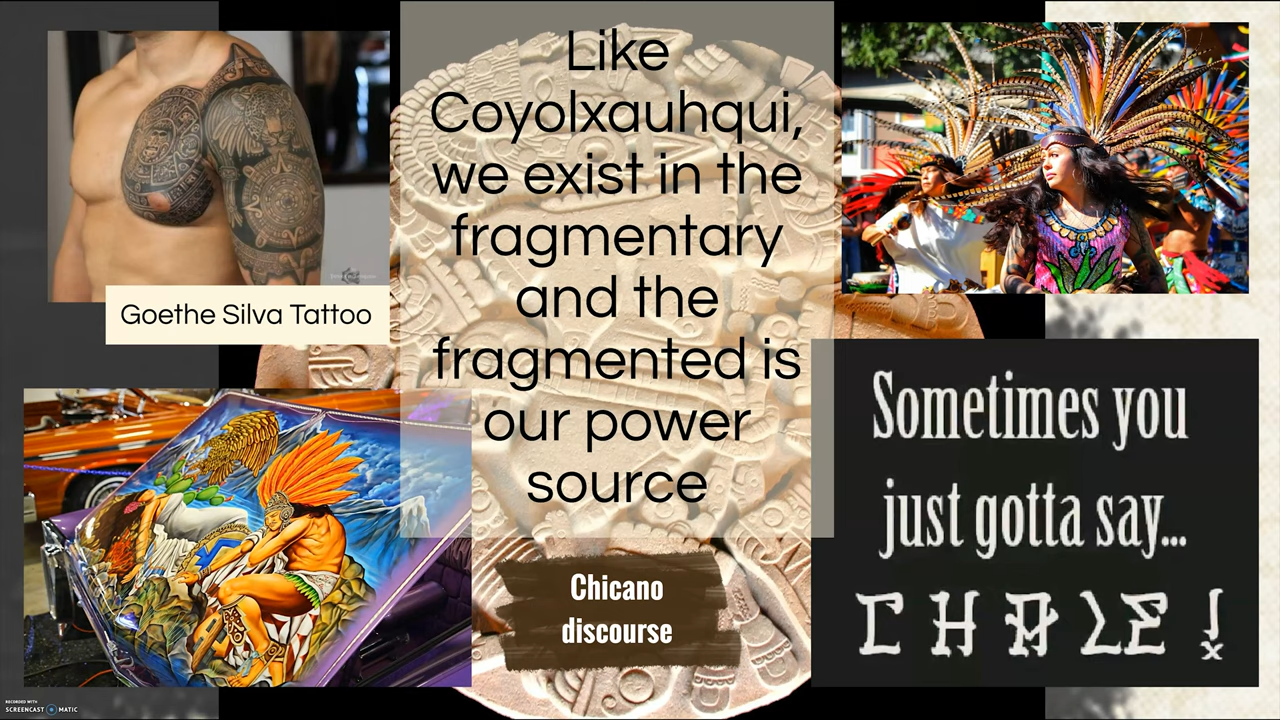 Like
Coyolxauhqui,
we exist in the
fragmentary
and the
fragmented is
our power
source
Goethe Silva Tattoo
Chicano
discourse
Sometimes you
just gotta say...
CHALE!
RECORDED WITH
SCREENCAST MATIC